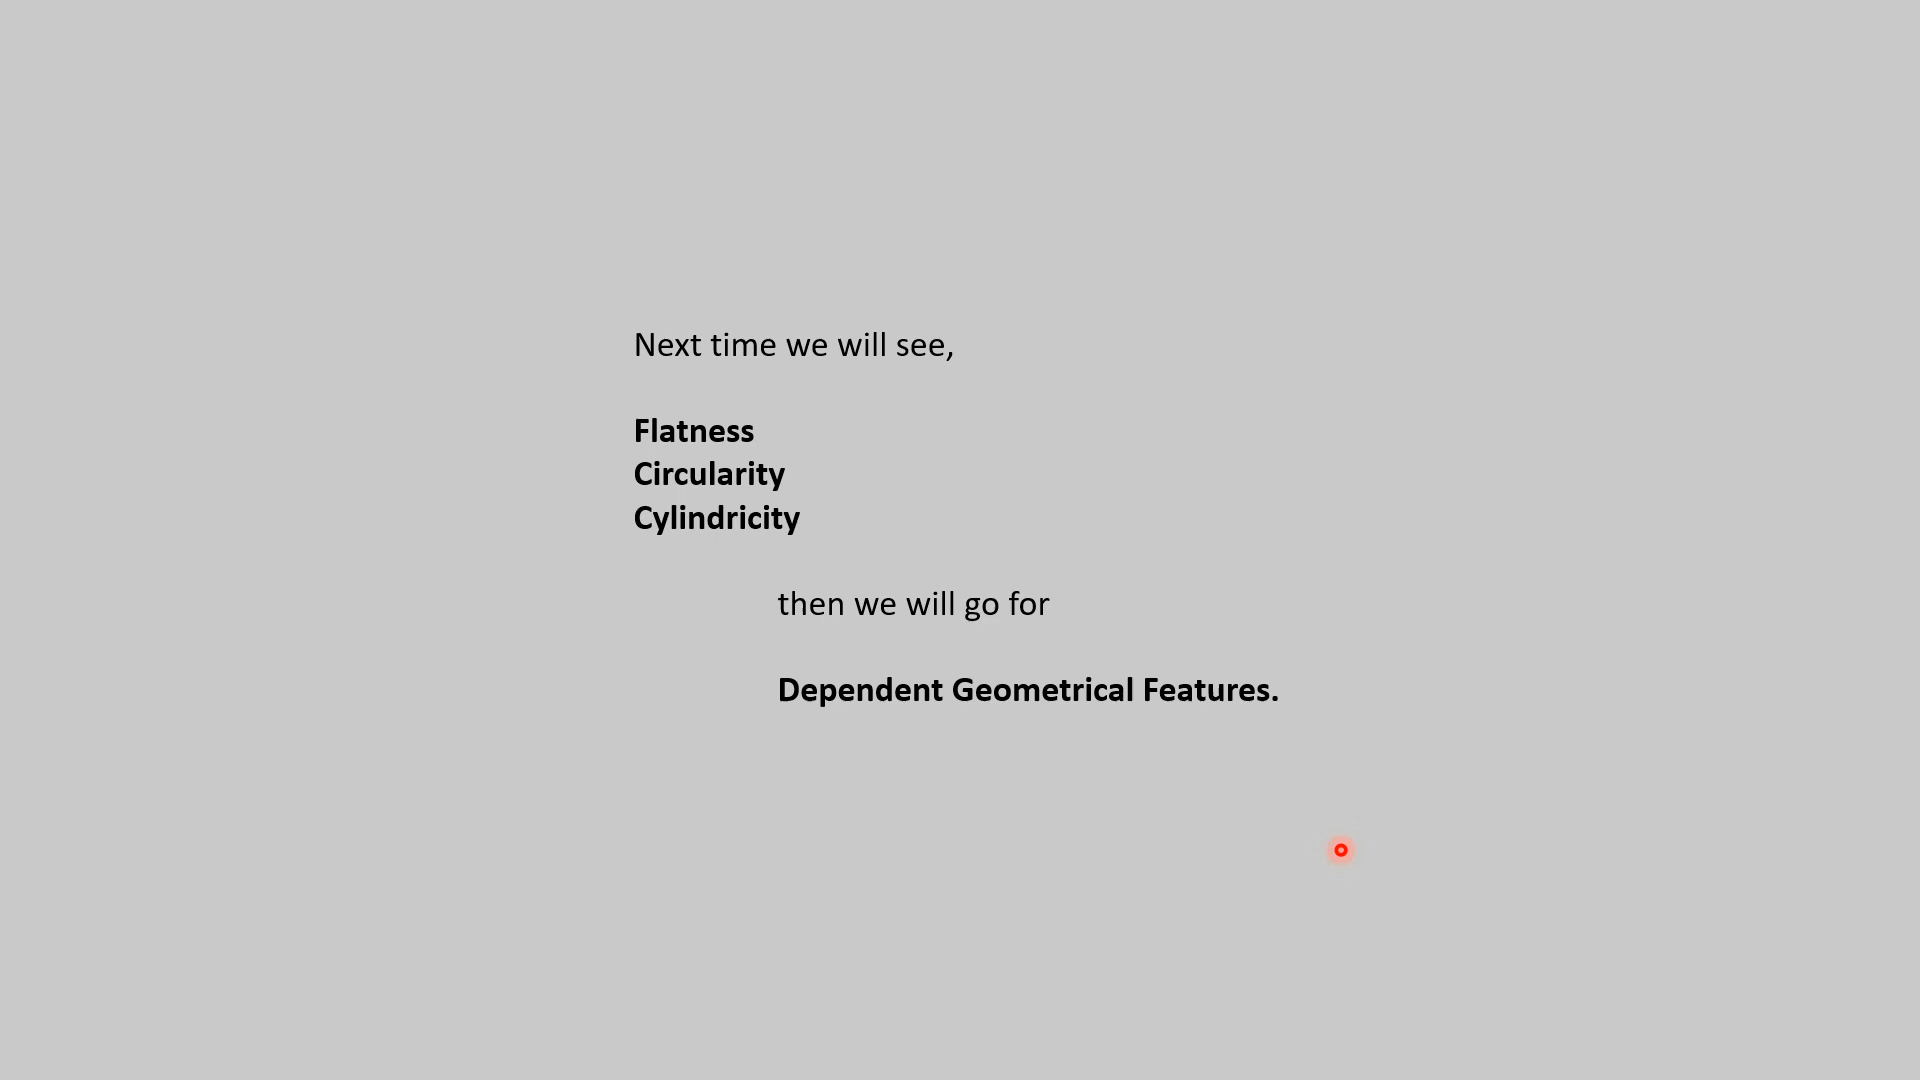 Next time we will see,
Flatness
Circularity
Cylindricity
then we will go for
Dependent Geometrical Features.